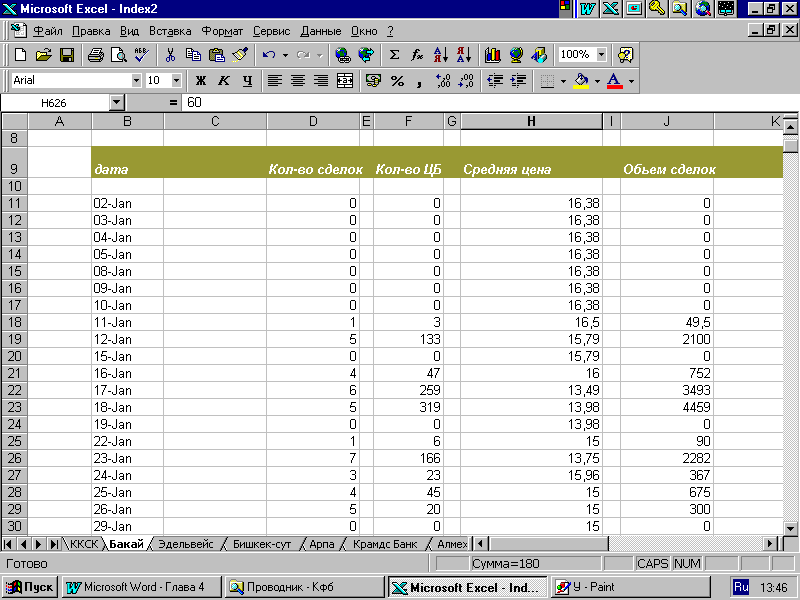 Microsoft Excel - Index2
Файл Правка Вид Вставка Формат Сервис Данные Окно ?
100%
Arial 10 Ж К Ч
H626 = 60
A B C D E F G H I J K
8
9 дата Кол-во сделок Кол-во ЦБ Средняя цена Обьем сделок
10
11 02-Jan 0 0 16,38 0
12 03-Jan 0 0 16,38 0
13 04-Jan 0 0 16,38 0
14 05-Jan 0 0 16,38 0
15 08-Jan 0 0 16,38 0
16 09-Jan 0 0 16,38 0
17 10-Jan 0 0 16,38 0
18 11-Jan 1 3 16,5 49,5
19 12-Jan 5 133 15,79 2100
20 15-Jan 0 0 15,79 0
21 16-Jan 4 47 16 752
22 17-Jan 6 259 13,49 3493
23 18-Jan 5 319 13,98 4459
24 19-Jan 0 0 13,98 0
25 22-Jan 1 6 15 90
26 23-Jan 7 166 13,75 2282
27 24-Jan 3 23 15,96 367
28 25-Jan 4 45 15 675
29 26-Jan 5 20 15 300
30 29-Jan 0 0 15 0
ККСК Бакай Эдельвейс Бишкек-сут Арпа Крамдс Банк Алмех
Готово Сумма=180 CAPS NUM
Пуск Microsoft Word - Глава 4 Проводник - Кфб Microsoft Excel - Ind... У - Paint Ru 13:46